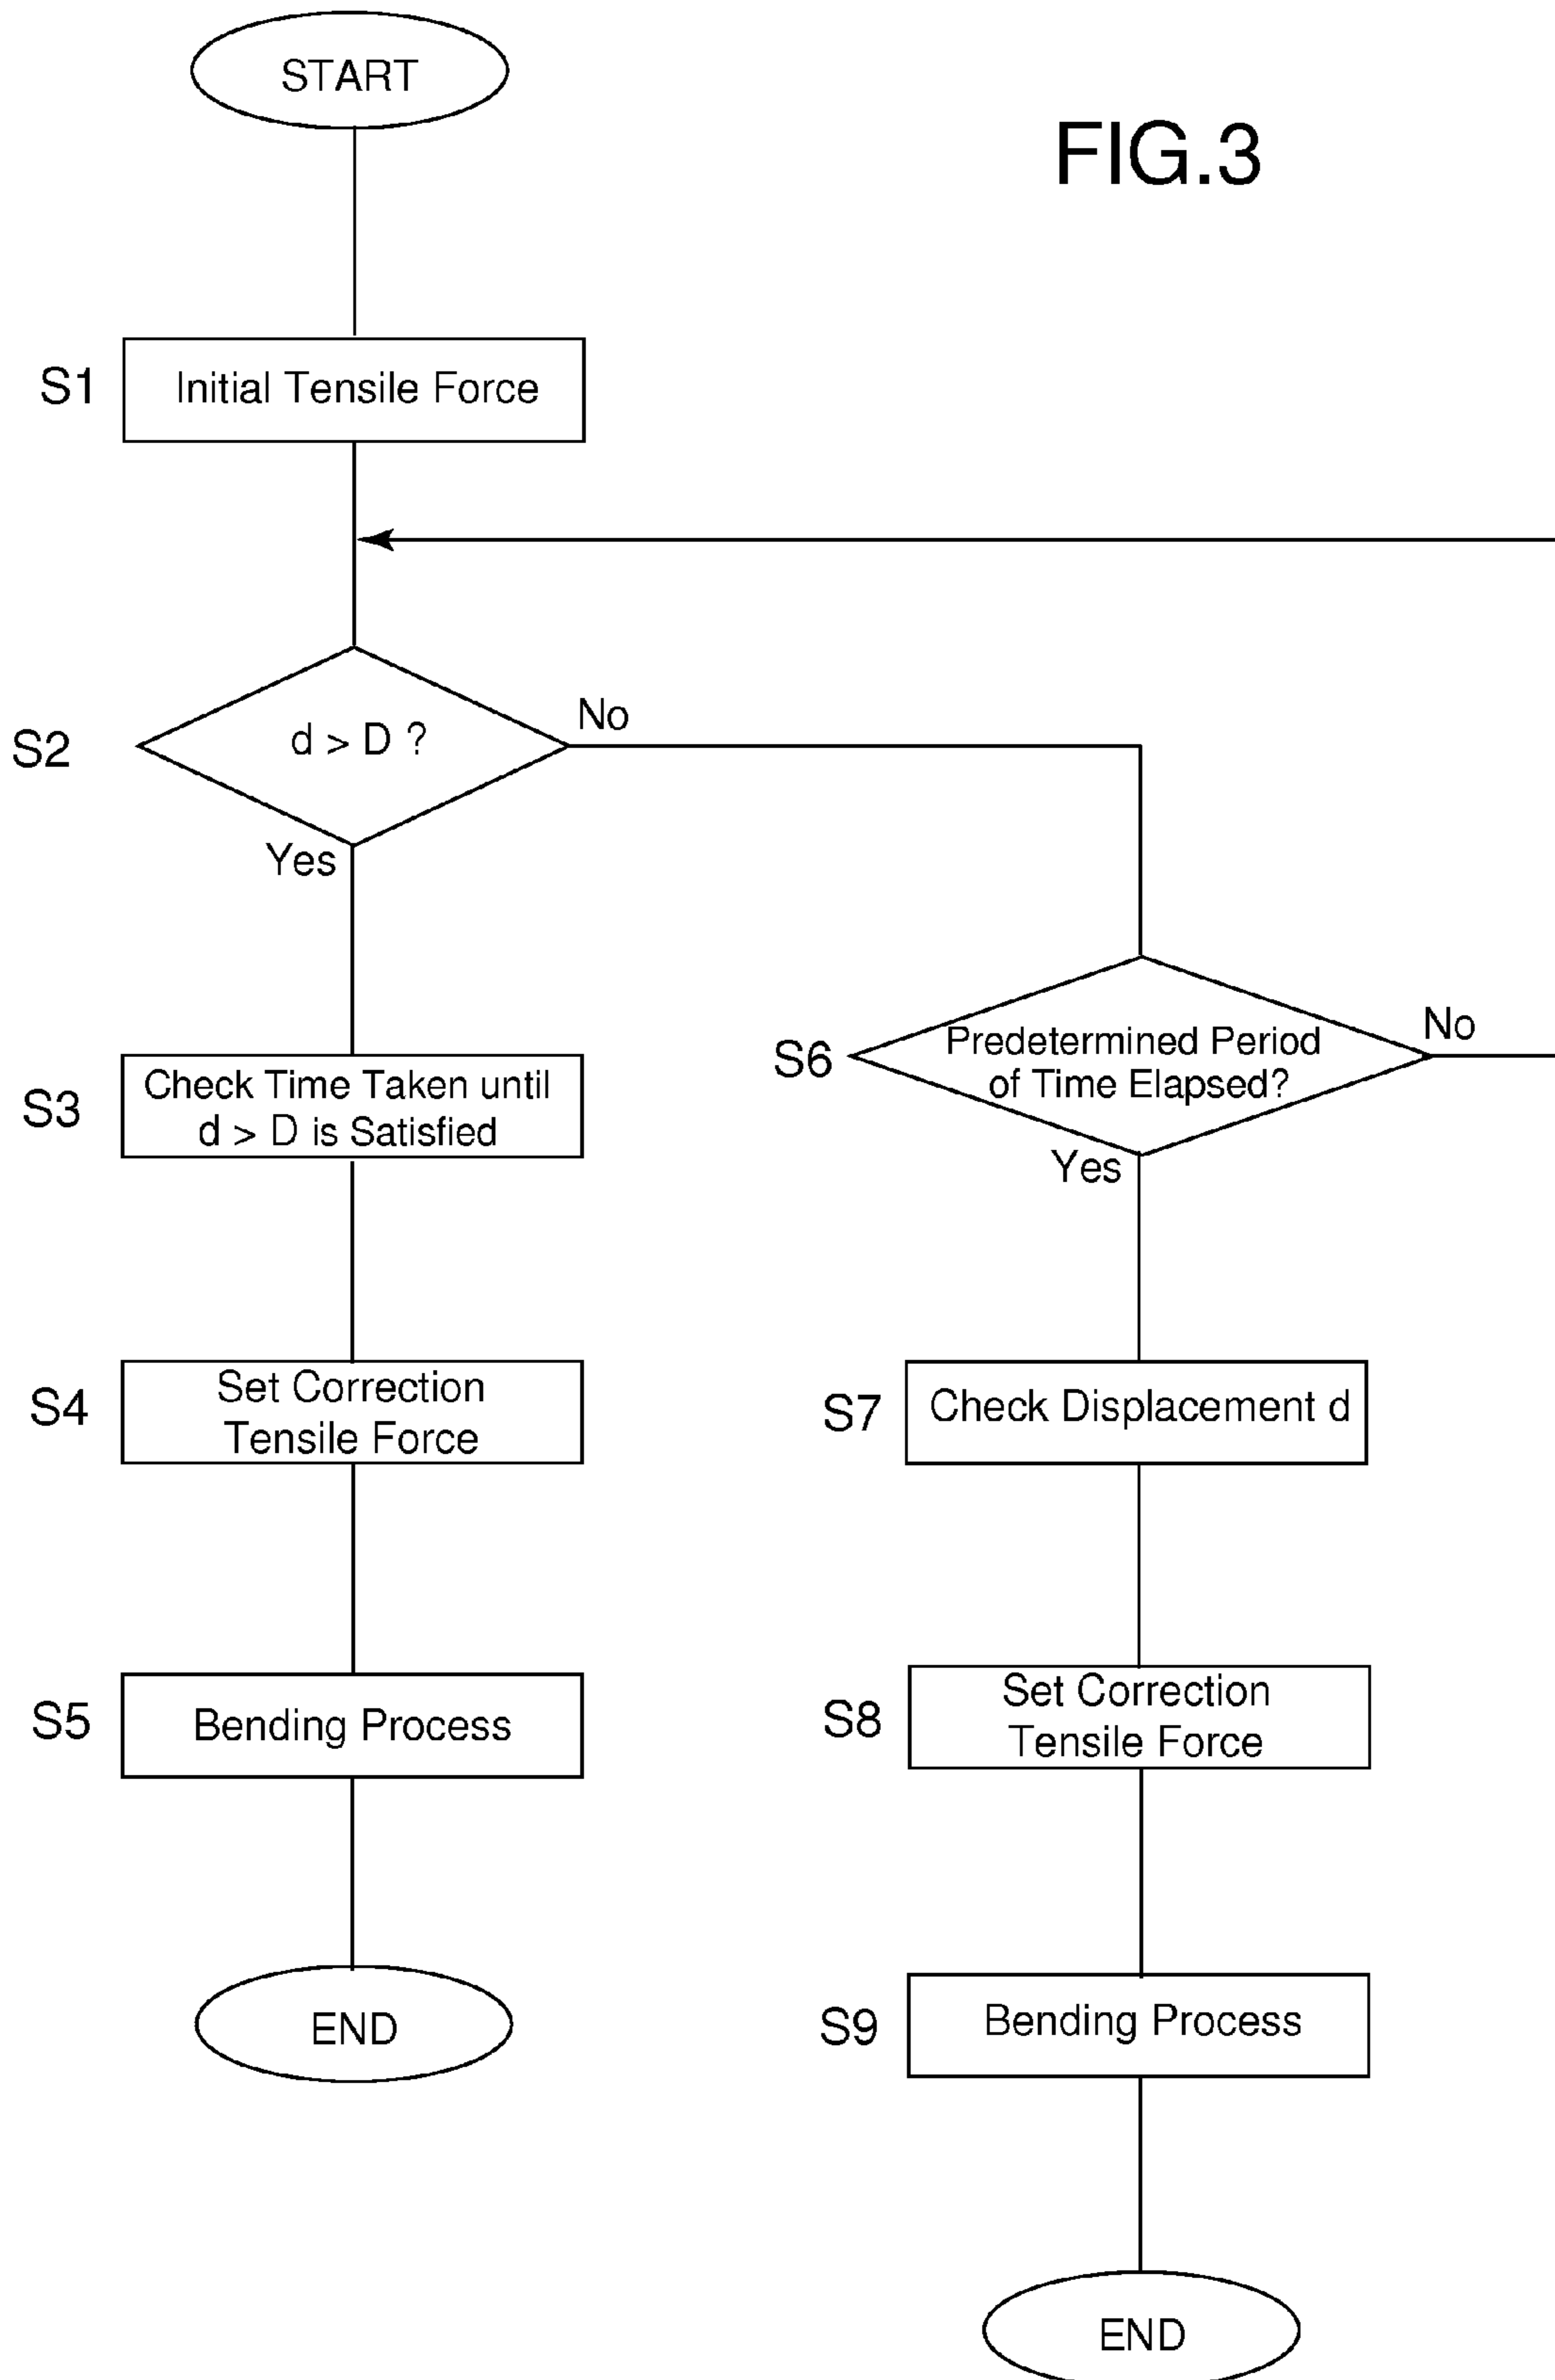 START
FIG.3
S1
Initial Tensile Force
S2
d > D ?
No
Yes
S3
Check Time Taken until
d > D is Satisfied
S4
Set Correction
Tensile Force
S5
Bending Process
END
S6
Predetermined Period
of Time Elapsed?
No
Yes
S7
Check Displacement d
S8
Set Correction
Tensile Force
S9
Bending Process
END